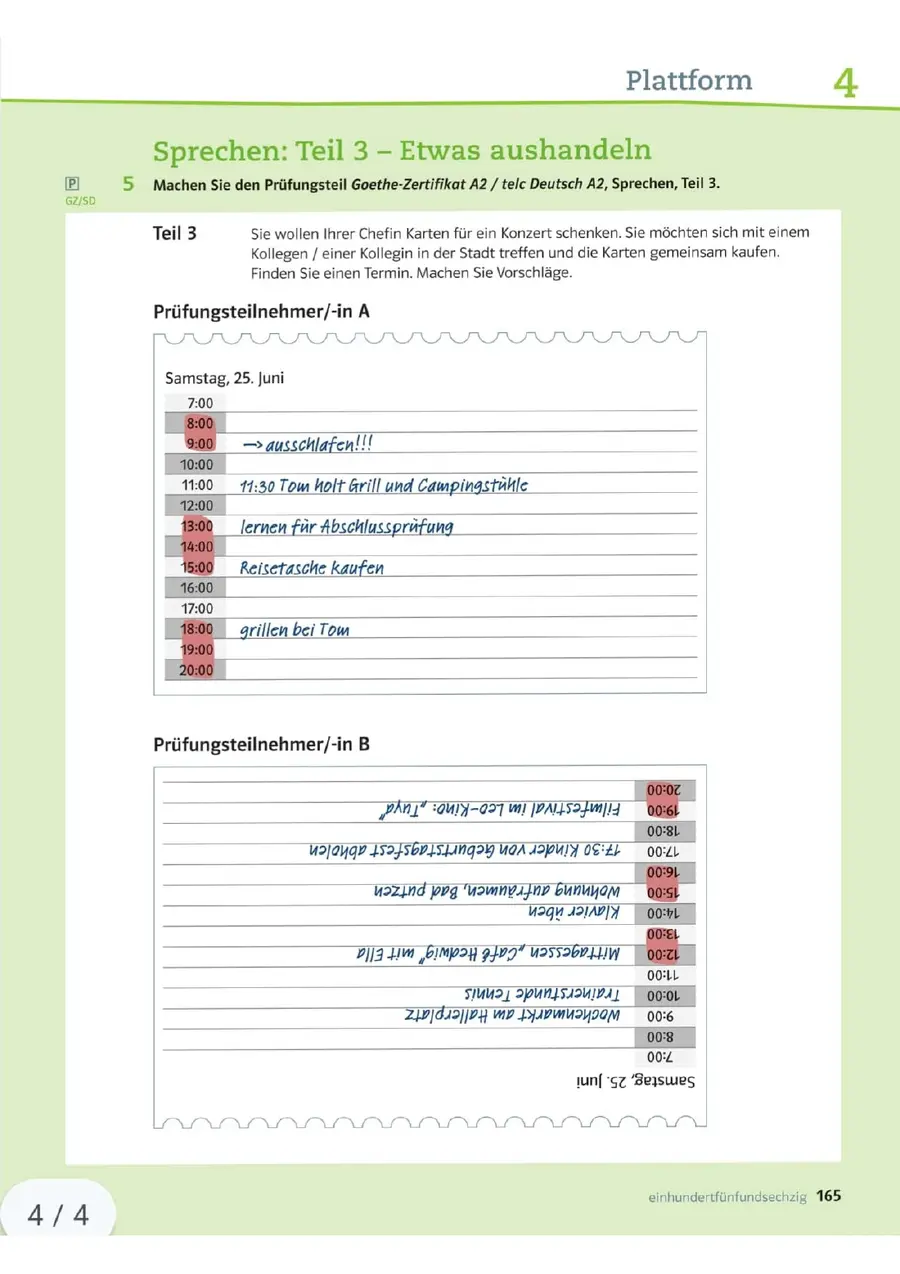 Plattform 4
Sprechen: Teil 3 – Etwas aushandeln
P
GZ/SD
5 Machen Sie den Prüfungsteil Goethe-Zertifikat A2 / telc Deutsch A2, Sprechen, Teil 3.
Teil 3 Sie wollen Ihrer Chefin Karten für ein Konzert schenken. Sie möchten sich mit einem
Kollegen / einer Kollegin in der Stadt treffen und die Karten gemeinsam kaufen.
Finden Sie einen Termin. Machen Sie Vorschläge.
Prüfungsteilnehmer/-in A
Samstag, 25. Juni
7:00
8:00
9:00 —> ausschlafen!!!
10:00
11:00 11:30 Tom holt Grill und Campingstühle
12:00
13:00 lernen für Abschlussprüfung
14:00
15:00 Reisetasche kaufen
16:00
17:00
18:00 grillen bei Tom
19:00
20:00
Prüfungsteilnehmer/-in B
Samstag, 25. Juni
7:00
8:00
9:00 Wochenmarkt am Hallerplatz
10:00 Trainerstunde Tennis
11:00
12:00 Mittagessen „Café Hedwig" mit Ella
13:00
14:00 Klavier üben
15:00 Wohnung aufräumen, Bad putzen
16:00
17:00 17:30 Kinder von Geburtstagsfest abholen
18:00
19:00 Filmfestival im Leo-Kino: „Tuya"
20:00
einhundertfünfundsechzig 165
4 / 4